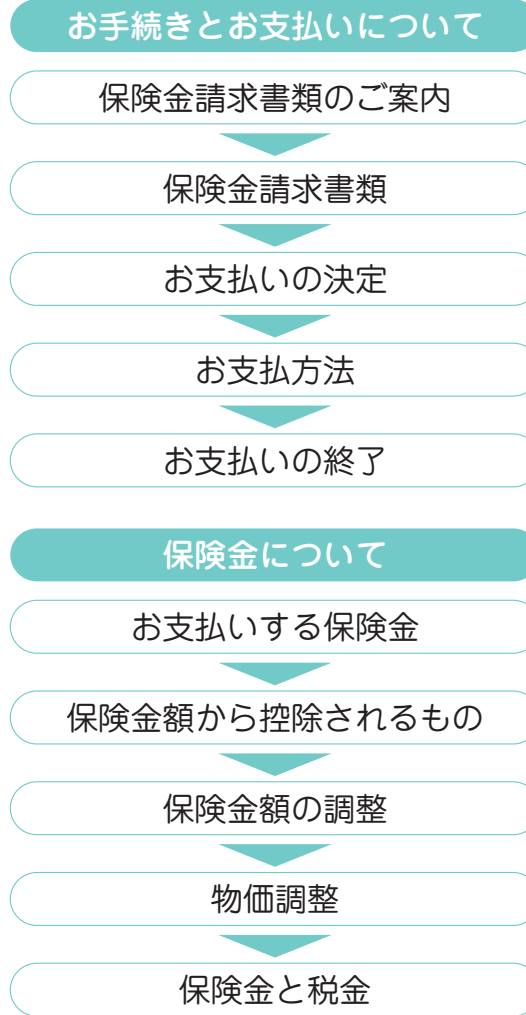 お手続きとお支払いについて
保険金請求書類のご案内
保険金請求書類
お支払いの決定
お支払方法
お支払いの終了
保険金について
お支払いする保険金
保険金額から控除されるもの
保険金額の調整
物価調整
保険金と税金